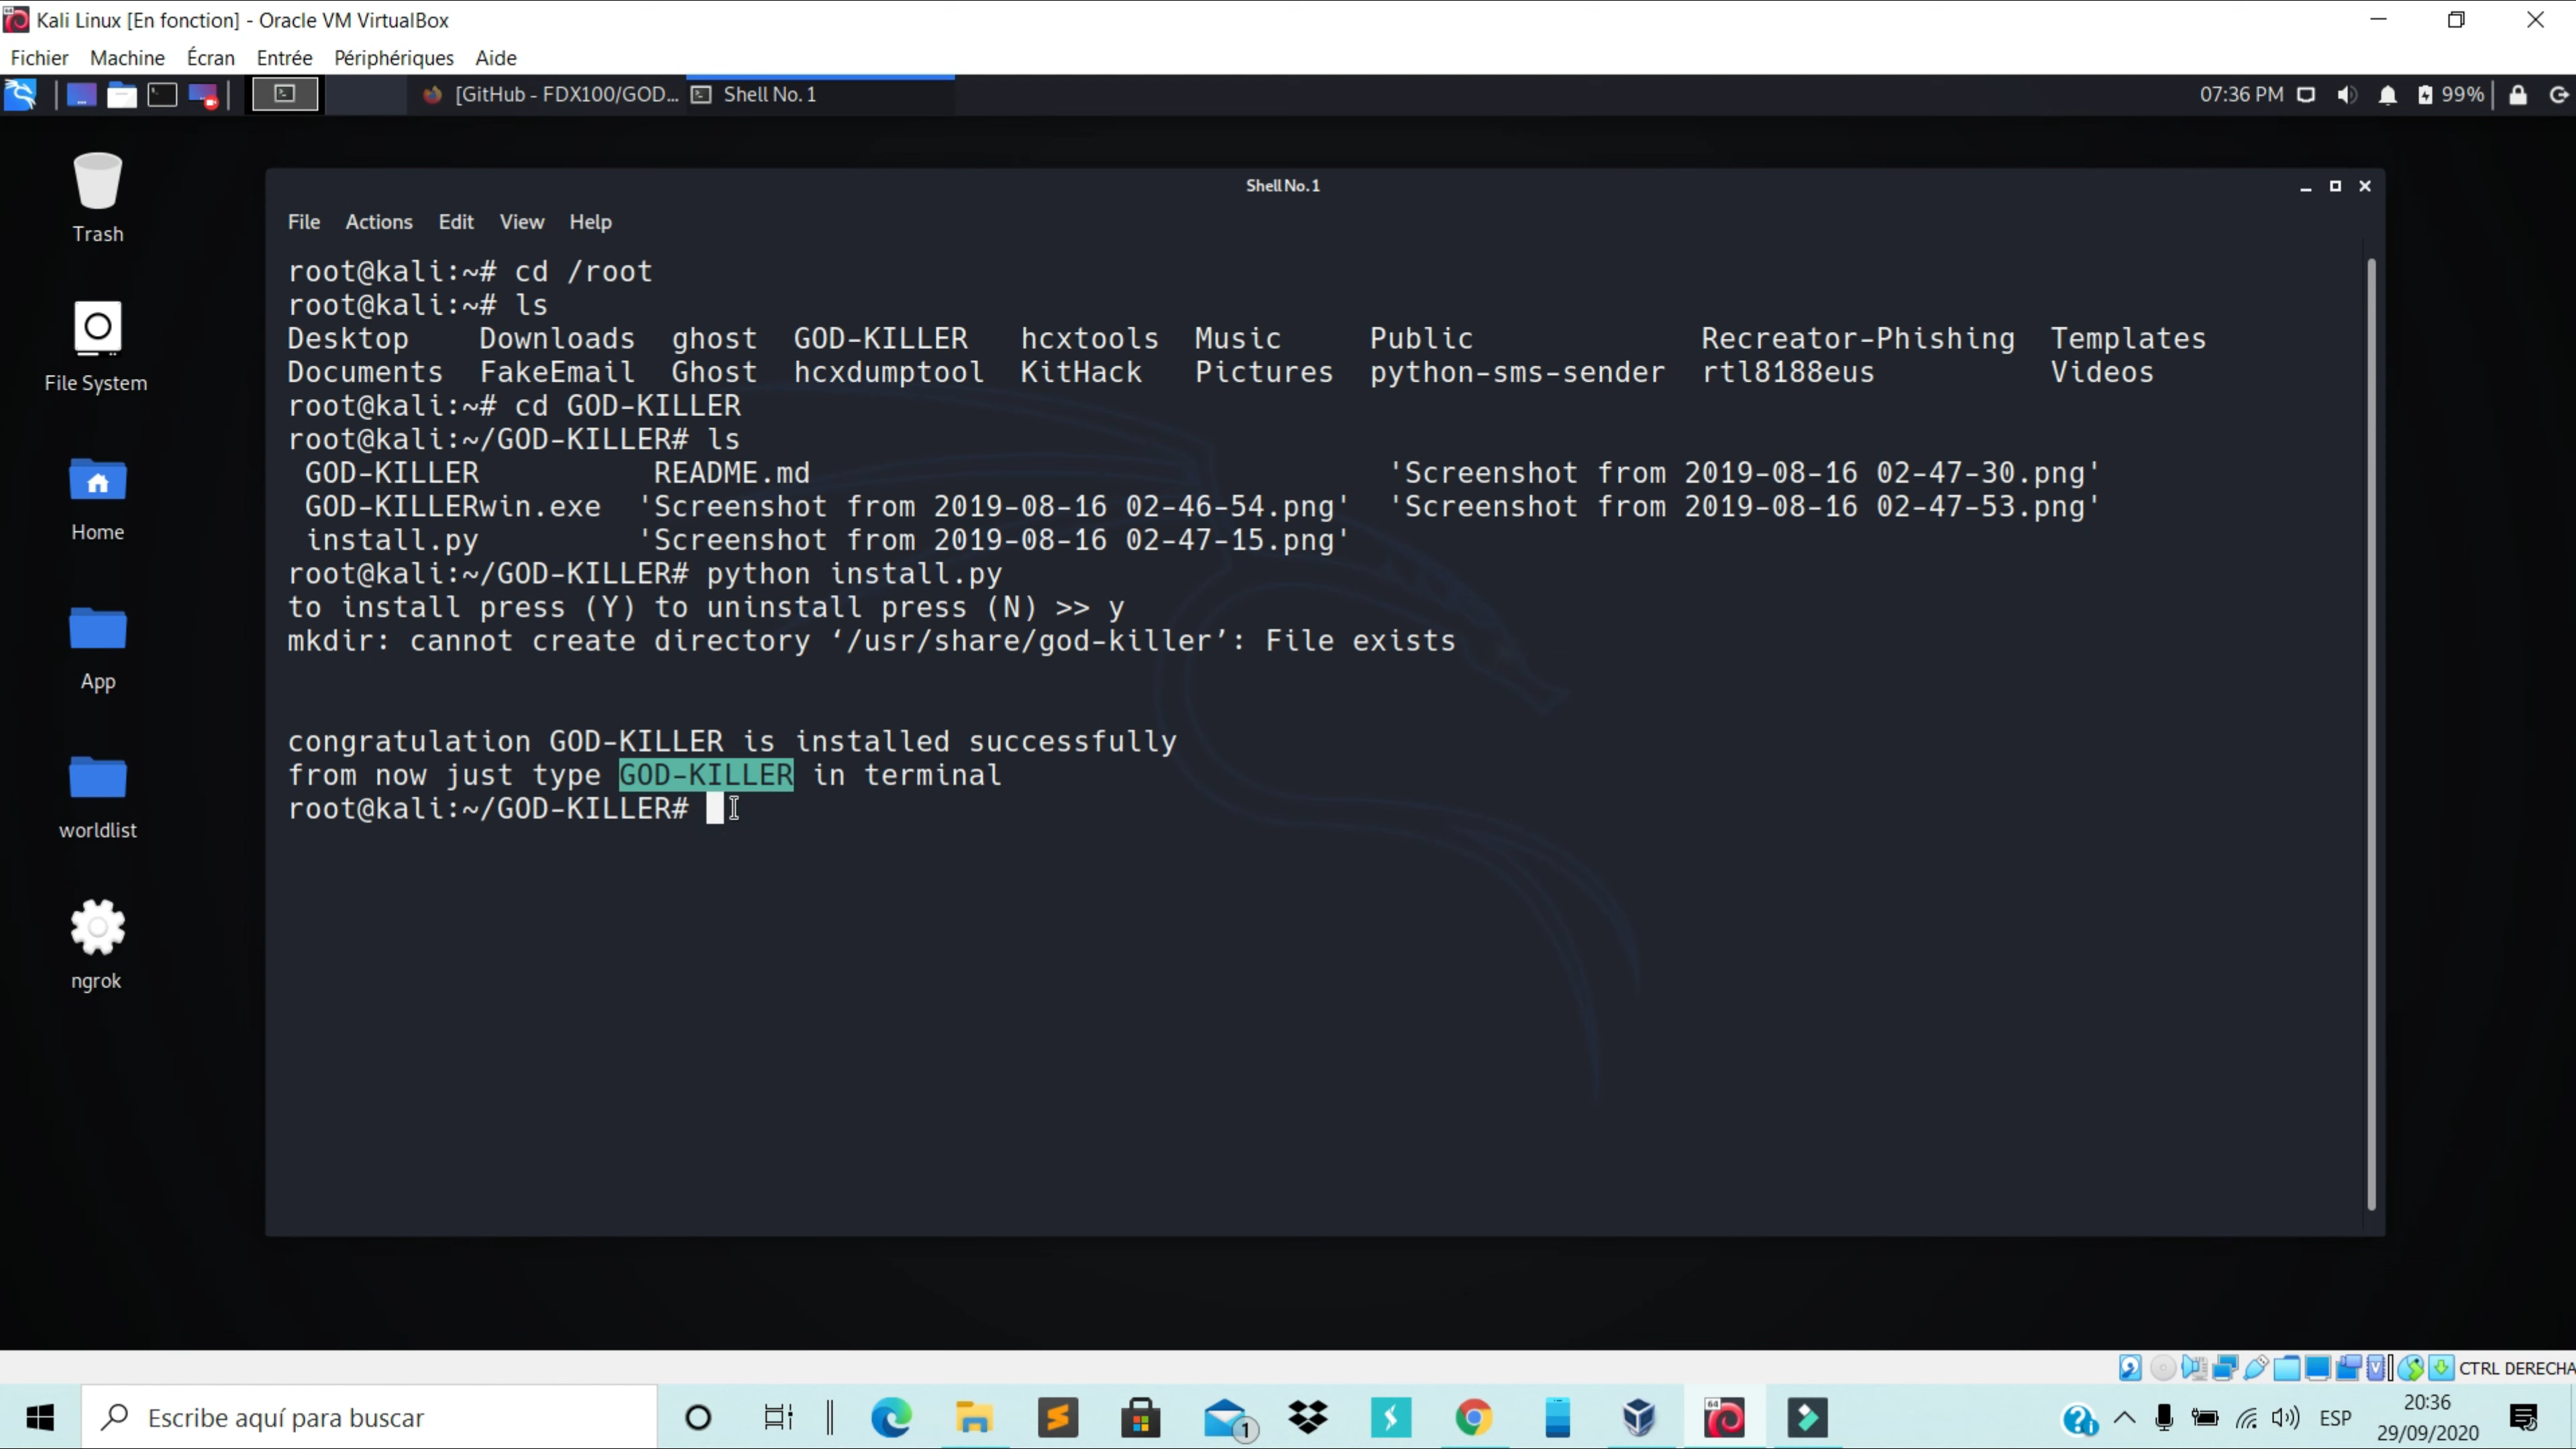 Kali Linux [En fonction] - Oracle VM VirtualBox
Fichier Machine Écran Entrée Périphériques Aide
[GitHub - FDX100/GOD... Shell No. 1 07:36 PM 99%
Trash
File System
Home
App
worldlist
ngrok
Shell No. 1
File Actions Edit View Help
root@kali:~# cd /root
root@kali:~# ls
Desktop Downloads ghost GOD-KILLER hcxtools Music Public Recreator-Phishing Templates
Documents FakeEmail Ghost hcxdumptool KitHack Pictures python-sms-sender rtl8188eus Videos
root@kali:~# cd GOD-KILLER
root@kali:~/GOD-KILLER# ls
GOD-KILLER README.md 'Screenshot from 2019-08-16 02-47-30.png'
GOD-KILLERwin.exe 'Screenshot from 2019-08-16 02-46-54.png' 'Screenshot from 2019-08-16 02-47-53.png'
install.py 'Screenshot from 2019-08-16 02-47-15.png'
root@kali:~/GOD-KILLER# python install.py
to install press (Y) to uninstall press (N) >> y
mkdir: cannot create directory ‘/usr/share/god-killer’: File exists
congratulation GOD-KILLER is installed successfully
from now just type GOD-KILLER in terminal
root@kali:~/GOD-KILLER#
CTRL DERECHA
Escribe aquí para buscar
1
64
ESP
20:36
29/09/2020